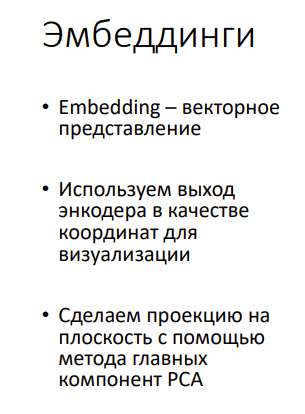 Эмбеддинги
• Embedding – векторное
представление
• Используем выход
энкодера в качестве
координат для
визуализации
• Сделаем проекцию на
плоскость с помощью
метода главных
компонент PCA